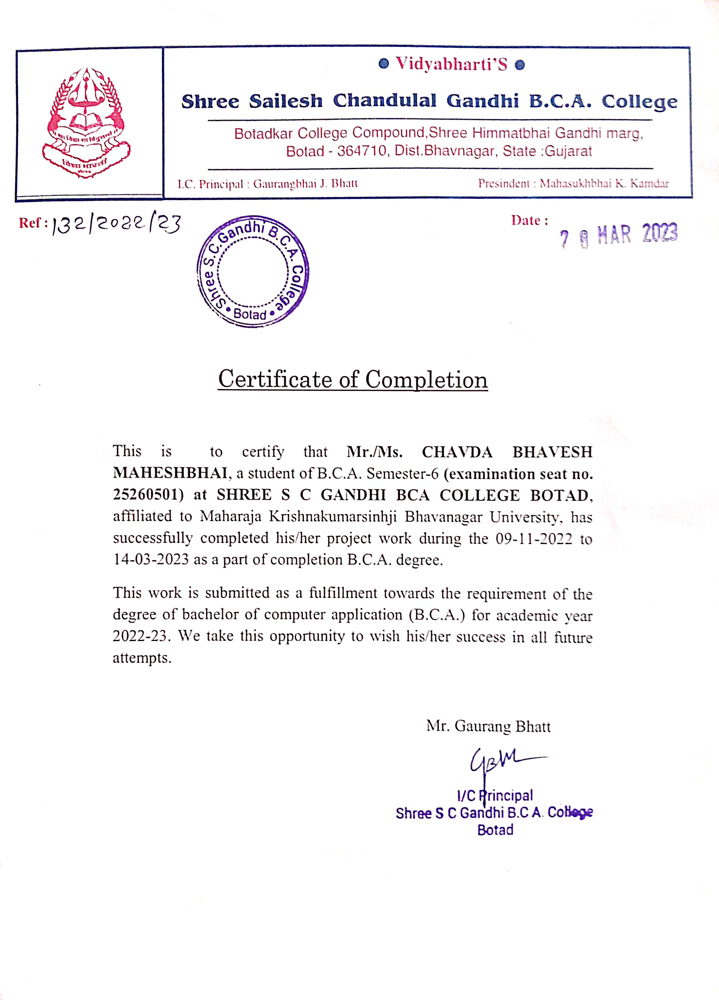 Vidyabharti'S
Shree Sailesh Chandulal Gandhi B.C.A. College
Botadkar College Compound,Shree Himmatbhai Gandhi marg,
Botad - 364710, Dist.Bhavnagar, State :Gujarat
I.C. Principal : Gaurangbhai J. Bhatt
Presindent : Mahasukhbhai K. Kamdar
विद्या भारती
Ref : 132/2022/23
Date :
MAR 2023
Shree S.C.Gandhi B.C.A. College
• Botad •
Certificate of Completion
This is to certify that Mr./Ms. CHAVDA BHAVESH
MAHESHBHAI, a student of B.C.A. Semester-6 (examination seat no.
25260501) at SHREE S C GANDHI BCA COLLEGE BOTAD,
affiliated to Maharaja Krishnakumarsinhji Bhavanagar University, has
successfully completed his/her project work during the 09-11-2022 to
14-03-2023 as a part of completion B.C.A. degree.
This work is submitted as a fulfillment towards the requirement of the
degree of bachelor of computer application (B.C.A.) for academic year
2022-23. We take this opportunity to wish his/her success in all future
attempts.
Mr. Gaurang Bhatt
I/C Principal
Shree S C Gandhi B.C.A. College
Botad